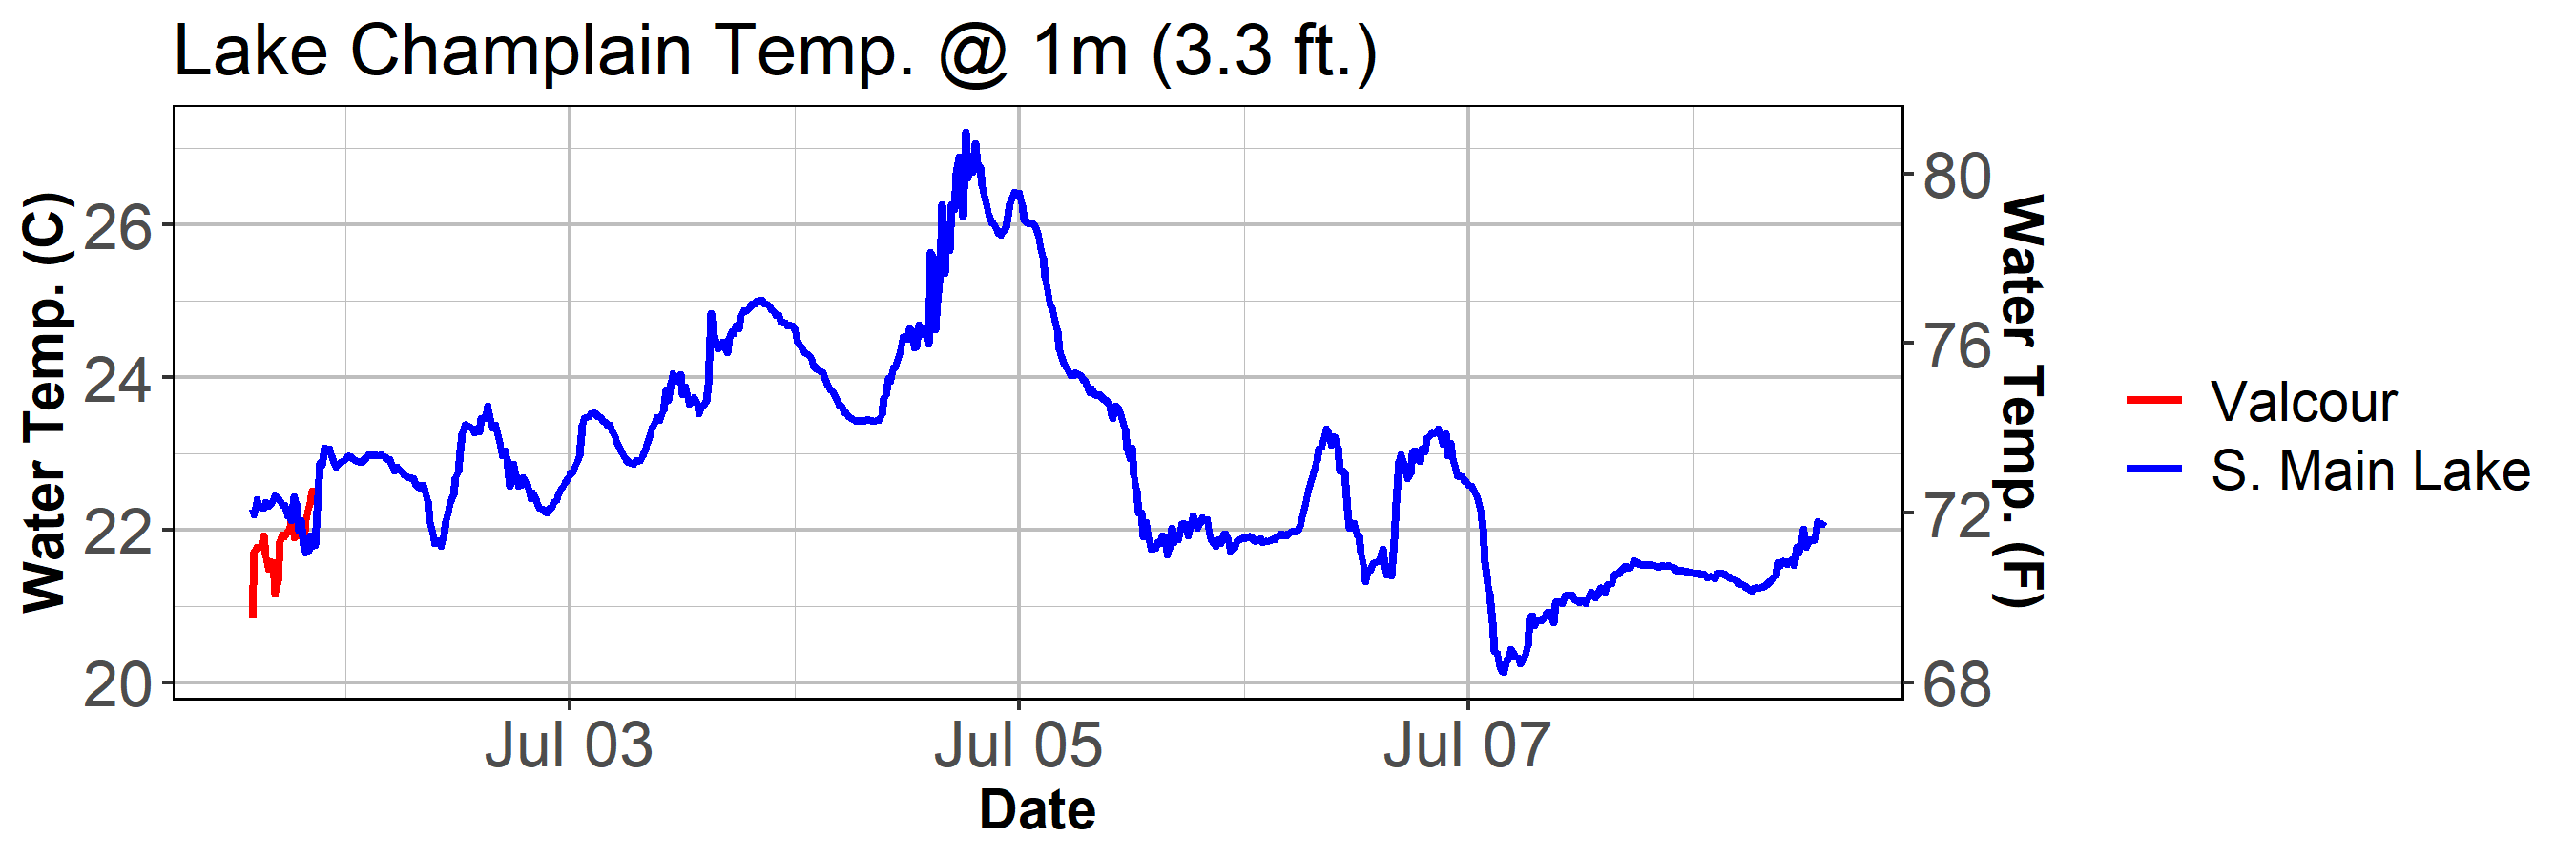 Lake Champlain Temp. @ 1m (3.3 ft.)
Water Temp. (C)
26
24
22
20
80
76
72
68
Water Temp. (F)
Jul 03
Jul 05
Jul 07
Date
Valcour
S. Main Lake